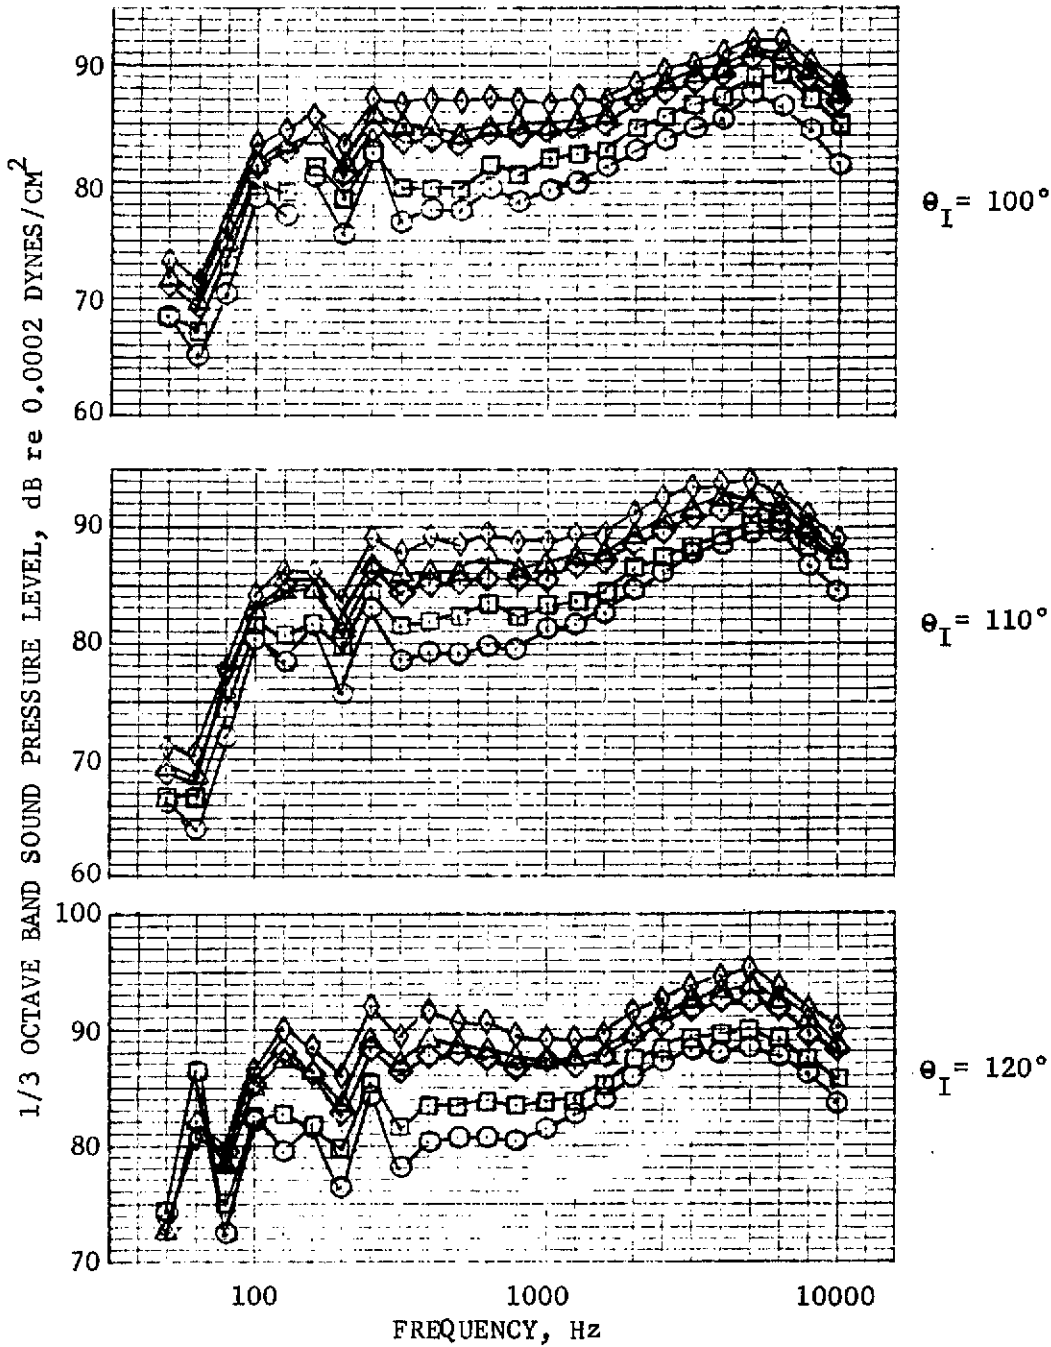 1/3 OCTAVE BAND SOUND PRESSURE LEVEL, dB re 0.0002 DYNES/CM²
90
80
70
60
θI = 100°
90
80
70
60
θI = 110°
100
90
80
70
θI = 120°
100 1000 10000
FREQUENCY, Hz